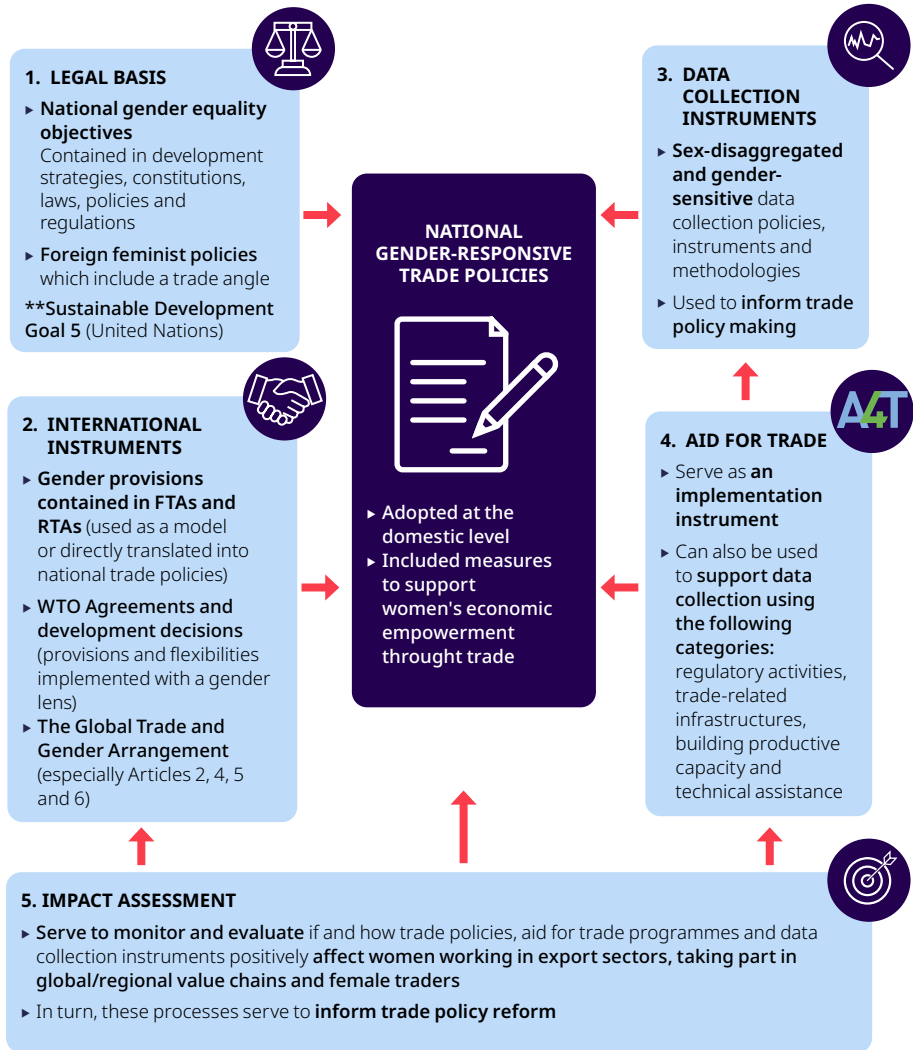 1. LEGAL BASIS
▸ National gender equality
objectives
Contained in development
strategies, constitutions,
laws, policies and
regulations
▸ Foreign feminist policies
which include a trade angle
**Sustainable Development
Goal 5 (United Nations)
2. INTERNATIONAL
INSTRUMENTS
▸ Gender provisions
contained in FTAs and
RTAs (used as a model
or directly translated into
national trade policies)
▸ WTO Agreements and
development decisions
(provisions and flexibilities
implemented with a gender
lens)
▸ The Global Trade and
Gender Arrangement
(especially Articles 2, 4, 5
and 6)
NATIONAL
GENDER-RESPONSIVE
TRADE POLICIES
▸ Adopted at the
domestic level
▸ Included measures
to support
women's economic
empowerment
throught trade
3. DATA
COLLECTION
INSTRUMENTS
▸ Sex-disaggregated
and gender-
sensitive data
collection policies,
instruments and
methodologies
▸ Used to inform trade
policy making
A4T
4. AID FOR TRADE
▸ Serve as an
implementation
instrument
▸ Can also be used
to support data
collection using
the following
categories:
regulatory activities,
trade-related
infrastructures,
building productive
capacity and
technical assistance
5. IMPACT ASSESSMENT
▸ Serve to monitor and evaluate if and how trade policies, aid for trade programmes and data
collection instruments positively affect women working in export sectors, taking part in
global/regional value chains and female traders
▸ In turn, these processes serve to inform trade policy reform